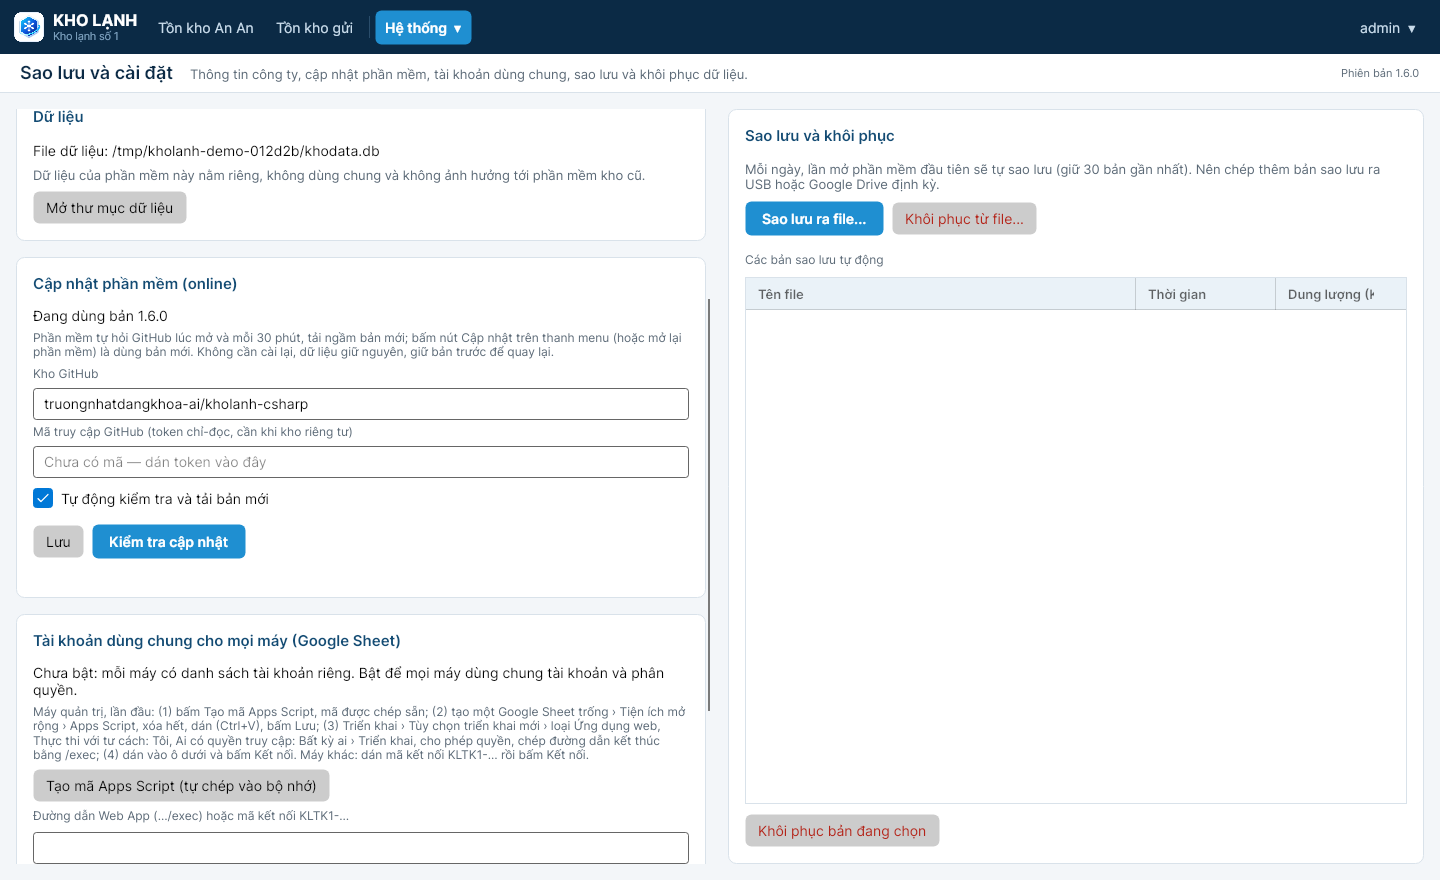 KHO LẠNH
Kho lạnh số 1
Tồn kho An An
Tồn kho gửi
Hệ thống ▾
admin ▾
Sao lưu và cài đặt
Thông tin công ty, cập nhật phần mềm, tài khoản dùng chung, sao lưu và khôi phục dữ liệu.
Phiên bản 1.6.0
Dữ liệu
File dữ liệu: /tmp/kholanh-demo-012d2b/khodata.db
Dữ liệu của phần mềm này nằm riêng, không dùng chung và không ảnh hưởng tới phần mềm kho cũ.
Mở thư mục dữ liệu
Cập nhật phần mềm (online)
Đang dùng bản 1.6.0
Phần mềm tự hỏi GitHub lúc mở và mỗi 30 phút, tải ngầm bản mới; bấm nút Cập nhật trên thanh menu (hoặc mở lại
phần mềm) là dùng bản mới. Không cần cài lại, dữ liệu giữ nguyên, giữ bản trước để quay lại.
Kho GitHub
truongnhatdangkhoa-ai/kholanh-csharp
Mã truy cập GitHub (token chỉ-đọc, cần khi kho riêng tư)
Chưa có mã — dán token vào đây
Tự động kiểm tra và tải bản mới
Lưu
Kiểm tra cập nhật
Tài khoản dùng chung cho mọi máy (Google Sheet)
Chưa bật: mỗi máy có danh sách tài khoản riêng. Bật để mọi máy dùng chung tài khoản và phân
quyền.
Máy quản trị, lần đầu: (1) bấm Tạo mã Apps Script, mã được chép sẵn; (2) tạo một Google Sheet trống › Tiện ích mở
rộng › Apps Script, xóa hết, dán (Ctrl+V), bấm Lưu; (3) Triển khai › Tùy chọn triển khai mới › loại Ứng dụng web,
Thực thi với tư cách: Tôi, Ai có quyền truy cập: Bất kỳ ai › Triển khai, cho phép quyền, chép đường dẫn kết thúc
bằng /exec; (4) dán vào ô dưới và bấm Kết nối. Máy khác: dán mã kết nối KLTK1-... rồi bấm Kết nối.
Tạo mã Apps Script (tự chép vào bộ nhớ)
Đường dẫn Web App (.../exec) hoặc mã kết nối KLTK1-...
Sao lưu và khôi phục
Mỗi ngày, lần mở phần mềm đầu tiên sẽ tự sao lưu (giữ 30 bản gần nhất). Nên chép thêm bản sao lưu ra
USB hoặc Google Drive định kỳ.
Sao lưu ra file...
Khôi phục từ file...
Các bản sao lưu tự động
Tên file
Thời gian
Dung lượng (K
Khôi phục bản đang chọn